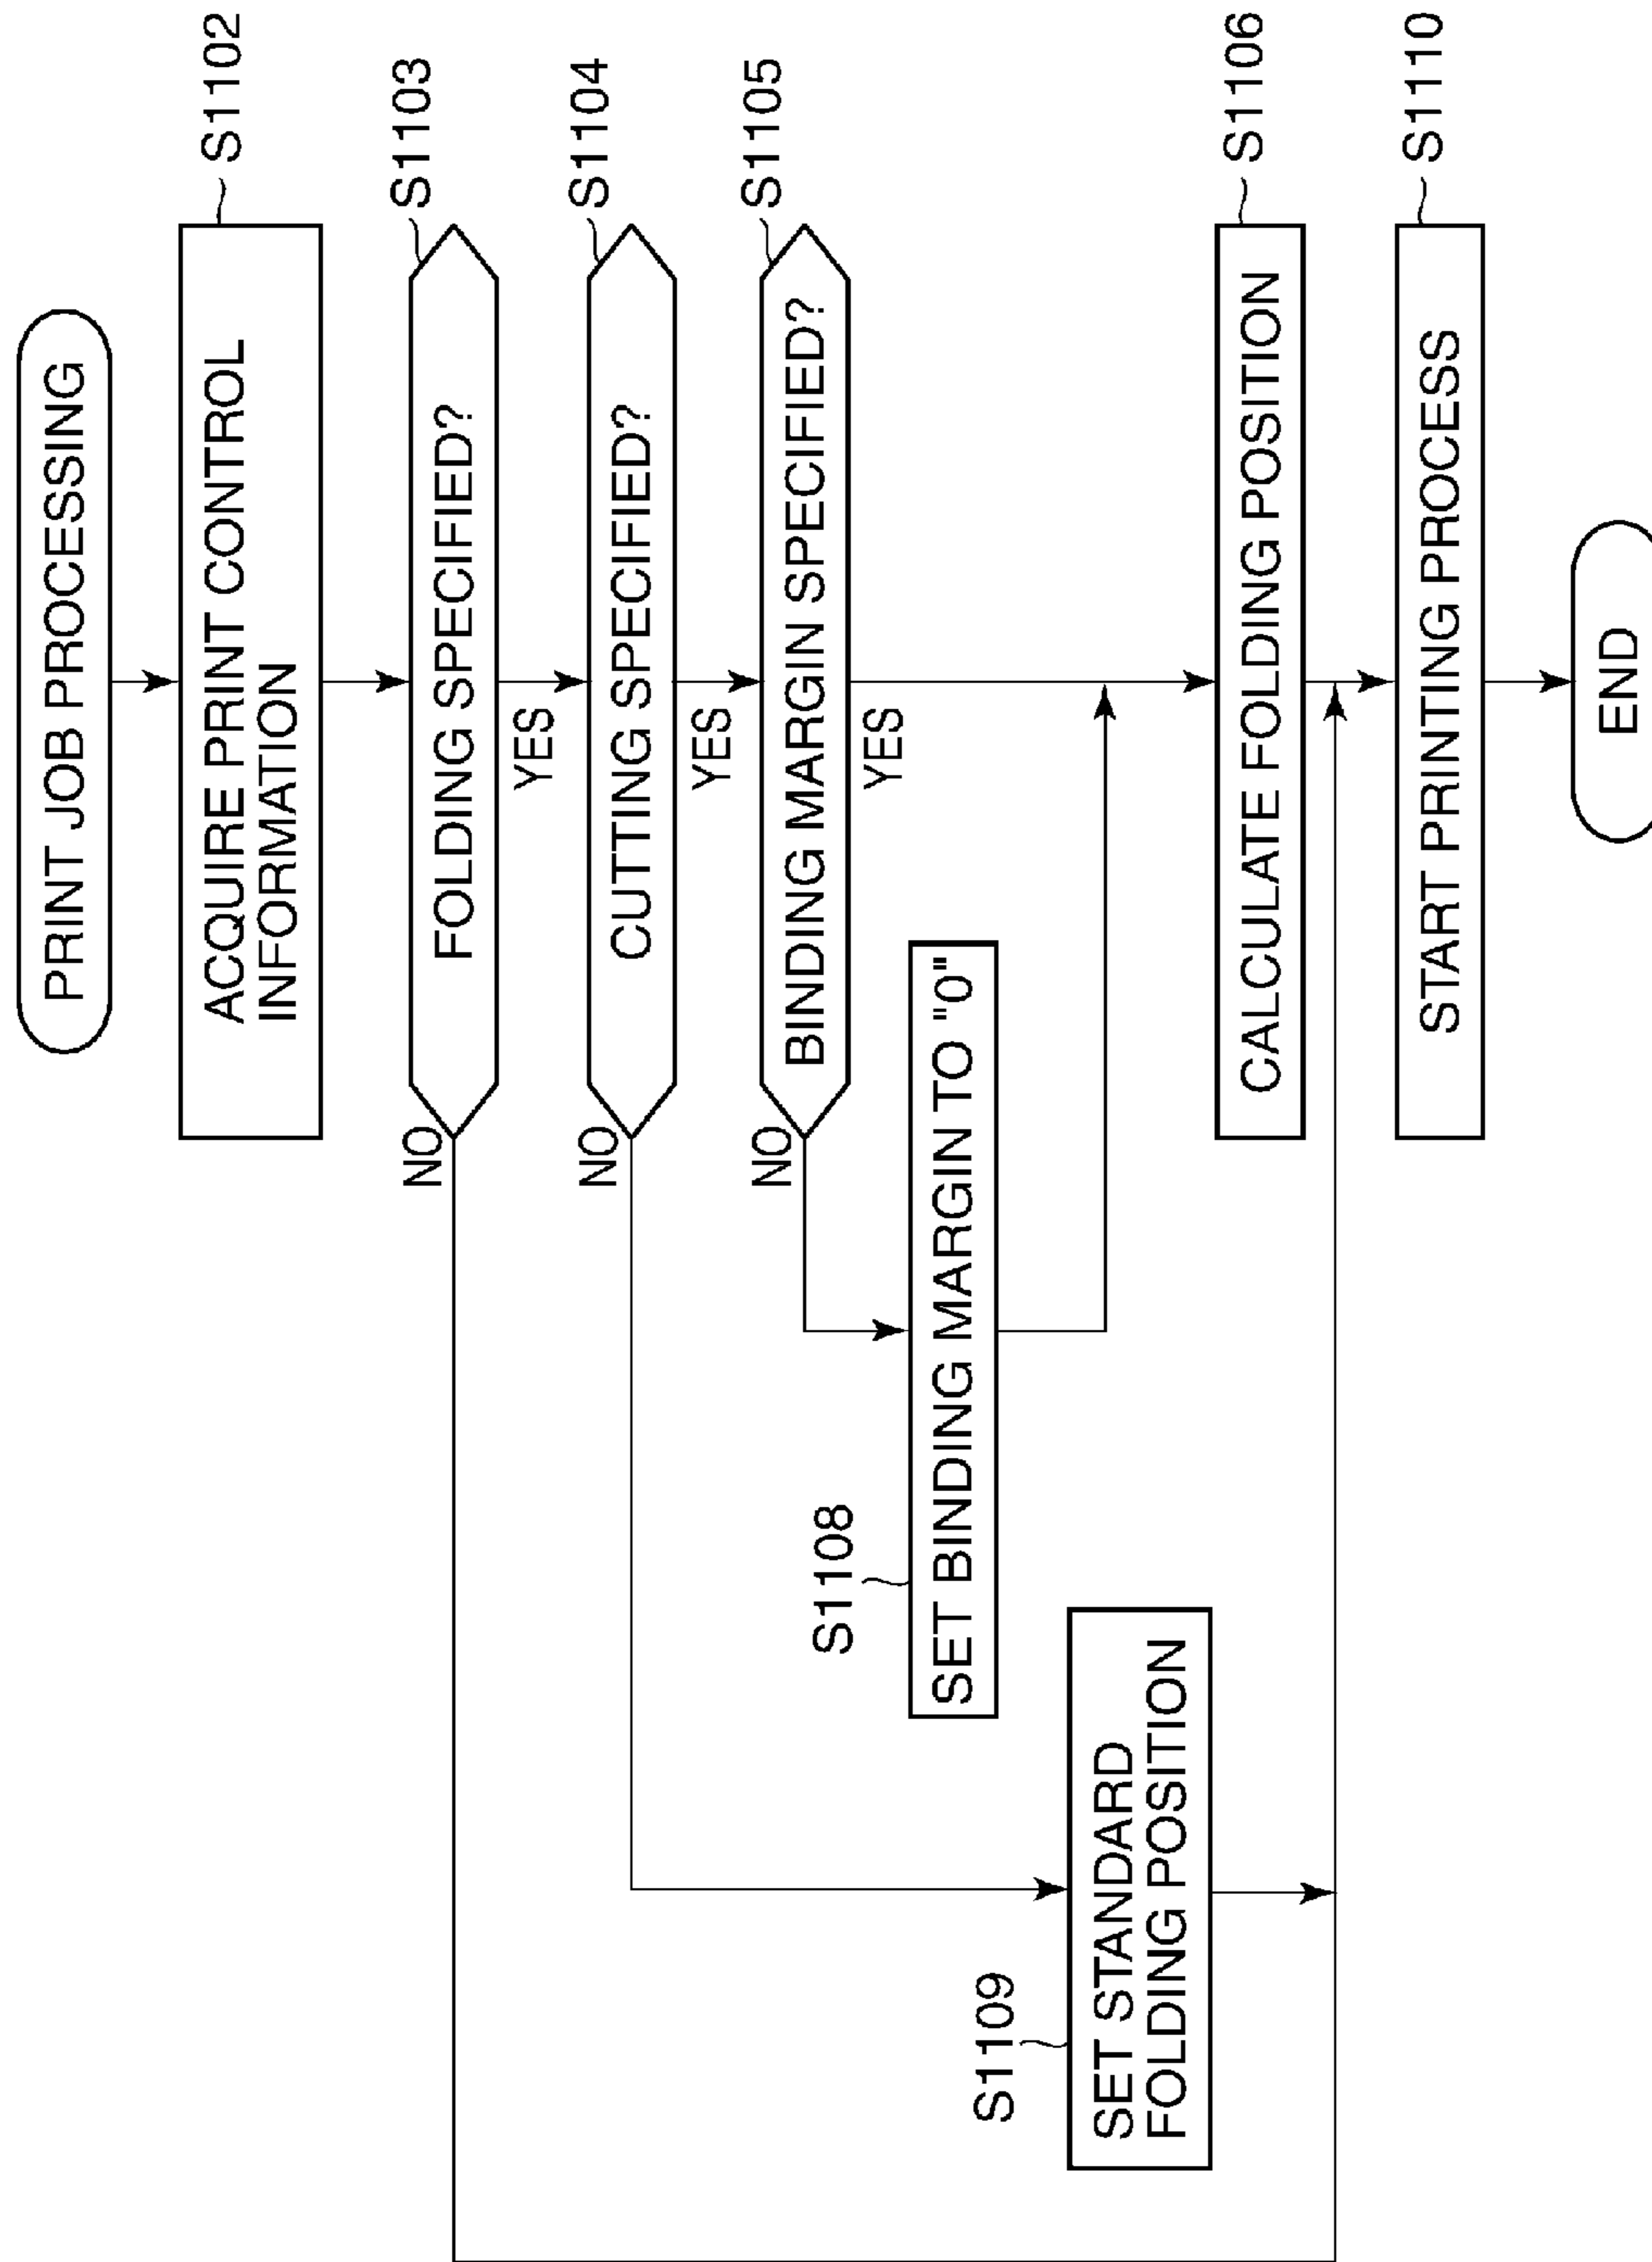 PRINT JOB PROCESSING
S1102
ACQUIRE PRINT CONTROL
INFORMATION
S1103
FOLDING SPECIFIED?
NO
YES
S1104
CUTTING SPECIFIED?
NO
YES
S1105
BINDING MARGIN SPECIFIED?
NO
YES
S1108
SET BINDING MARGIN TO "0"
S1109
SET STANDARD
FOLDING POSITION
S1106
CALCULATE FOLDING POSITION
S1110
START PRINTING PROCESS
END